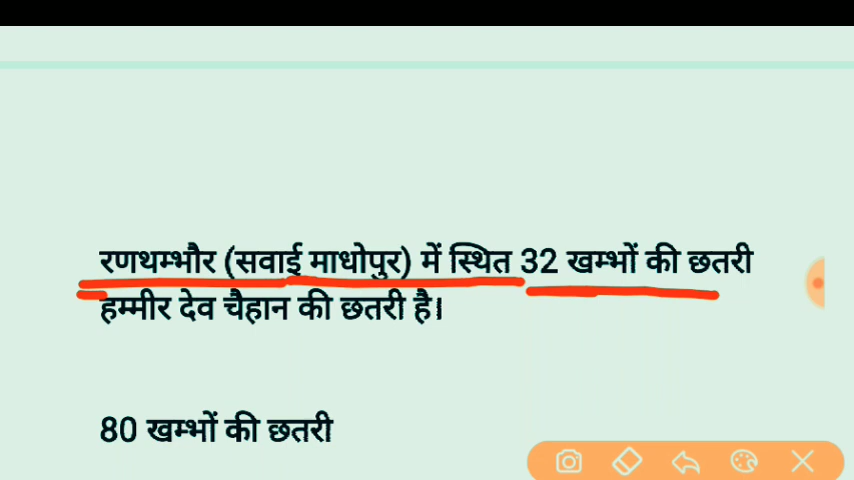 रणथम्भौर (सवाई माधोपुर) में स्थित 32 खम्भों की छतरी
हम्मीर देव चैहान की छतरी है।
80 खम्भों की छतरी